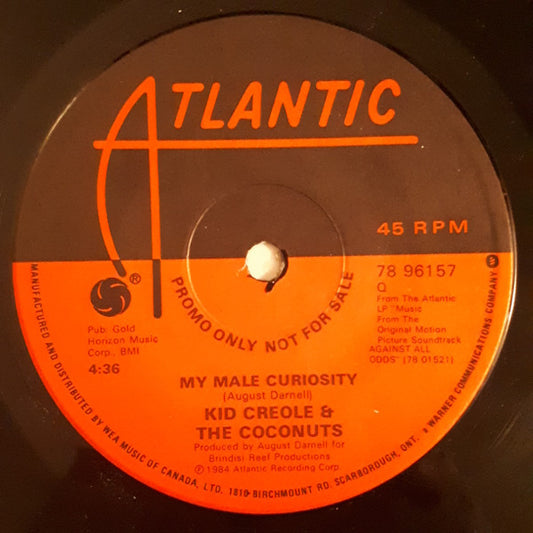 ATLANTIC
®
45 RPM
78 96157
Q
From The Atlantic
LP "Music
From The
Original Motion
Picture Soundtrack
AGAINST ALL
ODDS" (78 01521)
PROMO ONLY NOT FOR SALE
Pub: Gold
Horizon Music
Corp., BMI
4:36
MY MALE CURIOSITY
(August Darnell)
KID CREOLE &
THE COCONUTS
Produced by August Darnell for
Brindisi Reef Productions
℗1984 Atlantic Recording Corp.
MANUFACTURED AND DISTRIBUTED BY WEA MUSIC OF CANADA, LTD. 1810 BIRCHMOUNT RD. SCARBOROUGH, ONT. A WARNER COMMUNICATIONS COMPANY